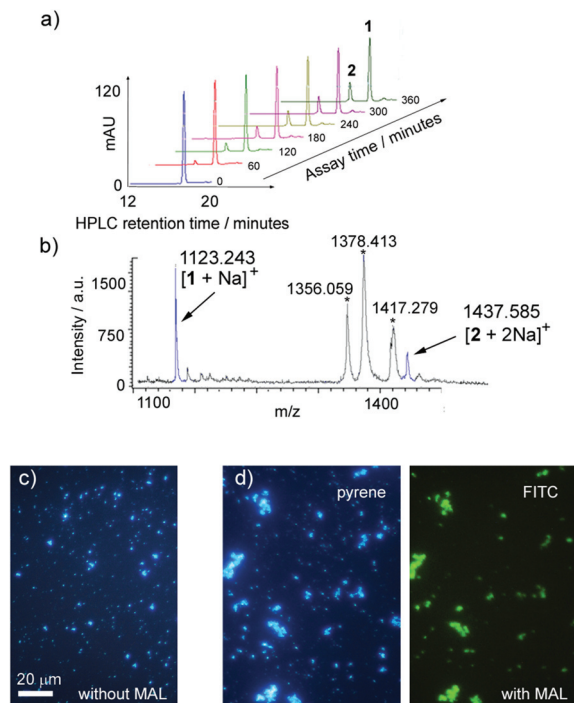 a)
1
2
120
mAU
0
0
60
120
180
240
300
360
Assay time / minutes
12
20
HPLC retention time / minutes
b)
1123.243
[1 + Na]⁺
1378.413
1356.059
*
*
1417.279
*
1437.585
[2 + 2Na]⁺
1500
750
0
Intensity / a.u.
1100
1400
m/z
c)
20 μm
without MAL
d)
pyrene
FITC
with MAL